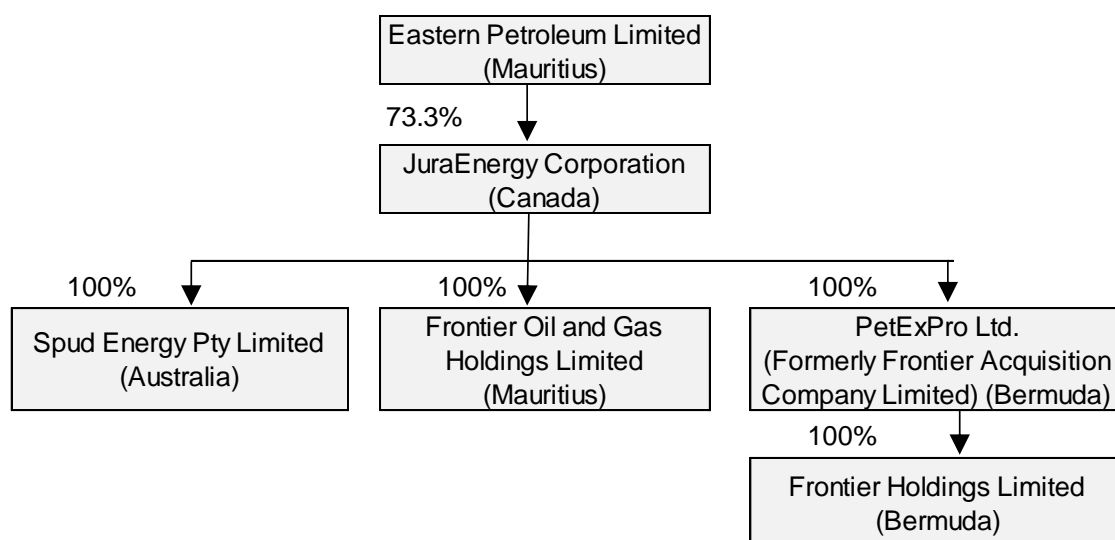 Eastern Petroleum Limited
(Mauritius)
73.3%
JuraEnergy Corporation
(Canada)
100%
100%
100%
Spud Energy Pty Limited
(Australia)
Frontier Oil and Gas
Holdings Limited
(Mauritius)
PetExPro Ltd.
(Formerly Frontier Acquisition
Company Limited) (Bermuda)
100%
Frontier Holdings Limited
(Bermuda)